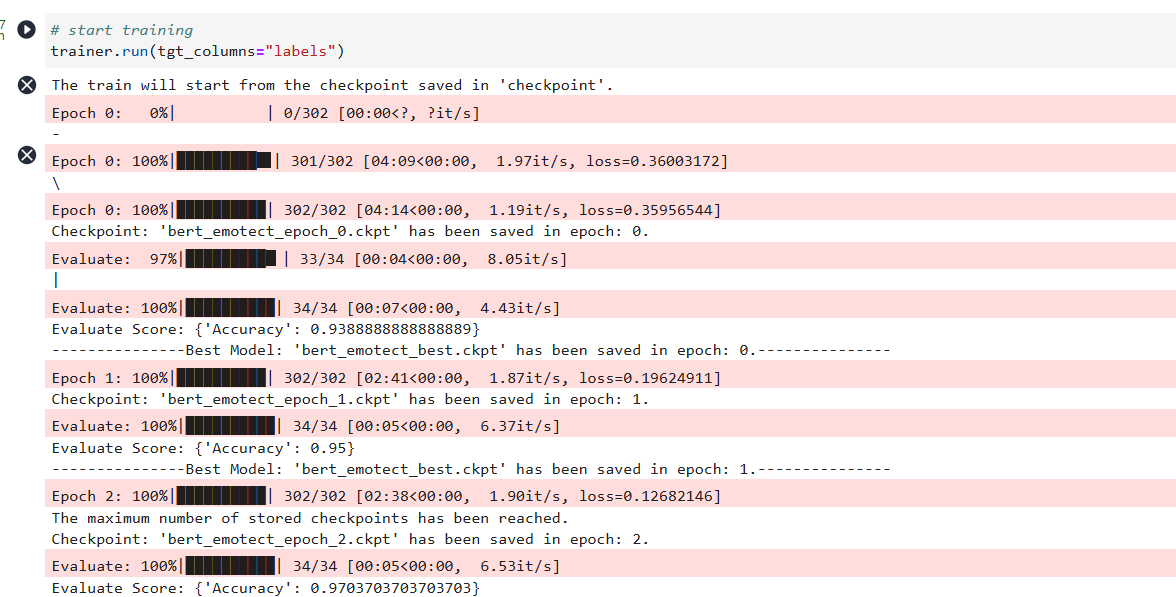 # start training
trainer.run(tgt_columns="labels")
The train will start from the checkpoint saved in 'checkpoint'.
Epoch 0:   0%|          | 0/302 [00:00<?, ?it/s]
-
Epoch 0: 100%|█████████▉| 301/302 [04:09<00:00,  1.97it/s, loss=0.36003172]
\
Epoch 0: 100%|██████████| 302/302 [04:14<00:00,  1.19it/s, loss=0.35956544]
Checkpoint: 'bert_emotect_epoch_0.ckpt' has been saved in epoch: 0.
Evaluate:  97%|█████████▋| 33/34 [00:04<00:00,  8.05it/s]
|
Evaluate: 100%|██████████| 34/34 [00:07<00:00,  4.43it/s]
Evaluate Score: {'Accuracy': 0.9388888888888889}
---------------Best Model: 'bert_emotect_best.ckpt' has been saved in epoch: 0.---------------
Epoch 1: 100%|██████████| 302/302 [02:41<00:00,  1.87it/s, loss=0.19624911]
Checkpoint: 'bert_emotect_epoch_1.ckpt' has been saved in epoch: 1.
Evaluate: 100%|██████████| 34/34 [00:05<00:00,  6.37it/s]
Evaluate Score: {'Accuracy': 0.95}
---------------Best Model: 'bert_emotect_best.ckpt' has been saved in epoch: 1.---------------
Epoch 2: 100%|██████████| 302/302 [02:38<00:00,  1.90it/s, loss=0.12682146]
The maximum number of stored checkpoints has been reached.
Checkpoint: 'bert_emotect_epoch_2.ckpt' has been saved in epoch: 2.
Evaluate: 100%|██████████| 34/34 [00:05<00:00,  6.53it/s]
Evaluate Score: {'Accuracy': 0.9703703703703703}